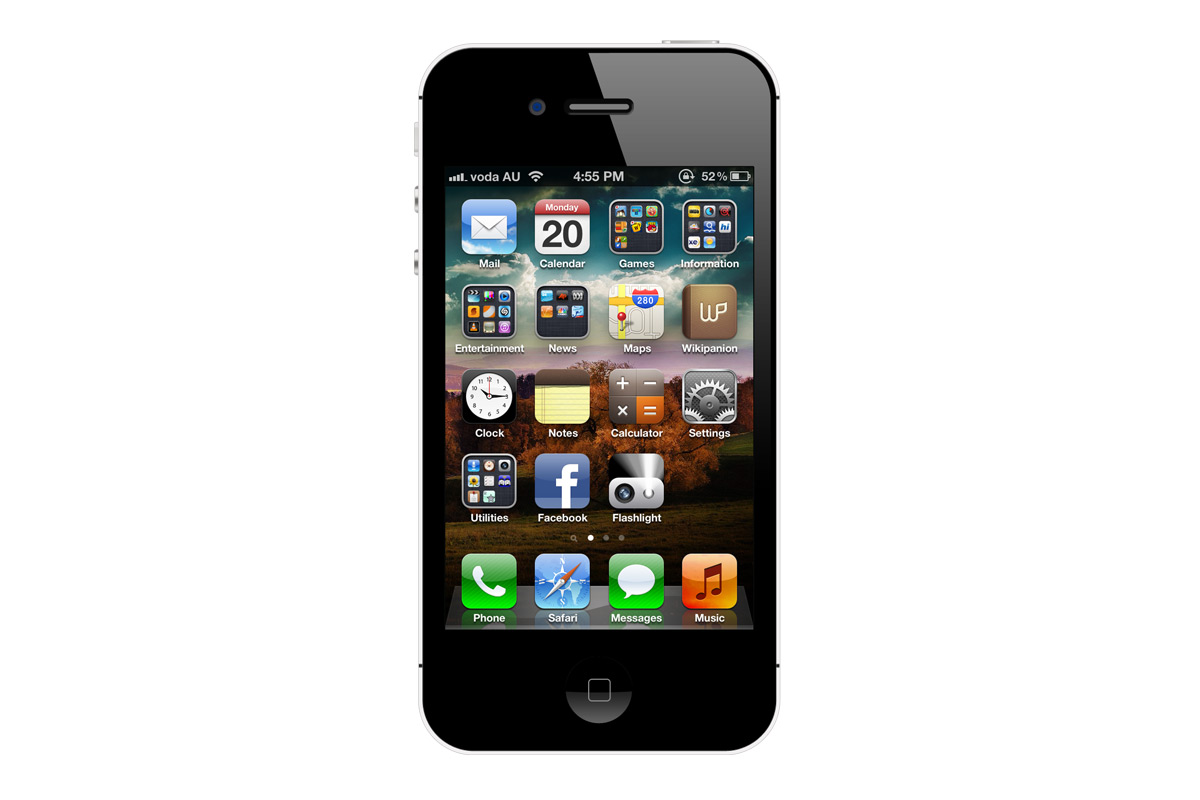 voda AU 4:55 PM 52%
Monday
20
Mail Calendar Games Information
280
WP
Entertainment News Maps Wikipanion
Clock Notes Calculator Settings
Utilities Facebook Flashlight
Phone Safari Messages Music